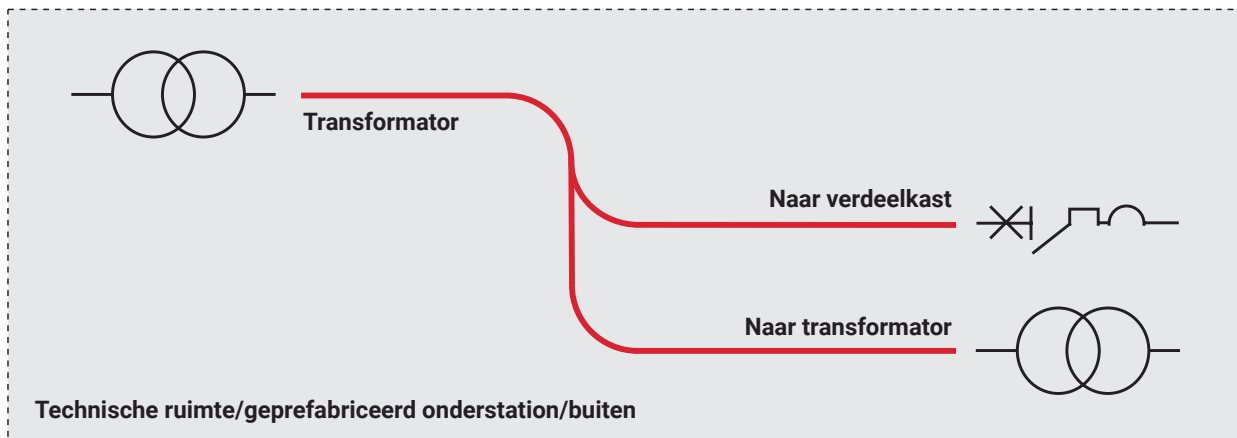 Transformator
Naar verdeelkast
Naar transformator
Technische ruimte/geprefabriceerd onderstation/buiten